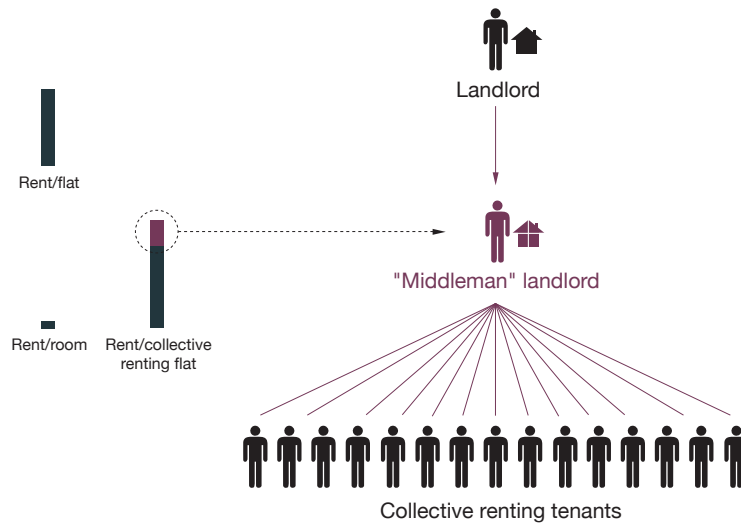 Landlord
Rent/flat
"Middleman" landlord
Rent/room
Rent/collective
renting flat
Collective renting tenants